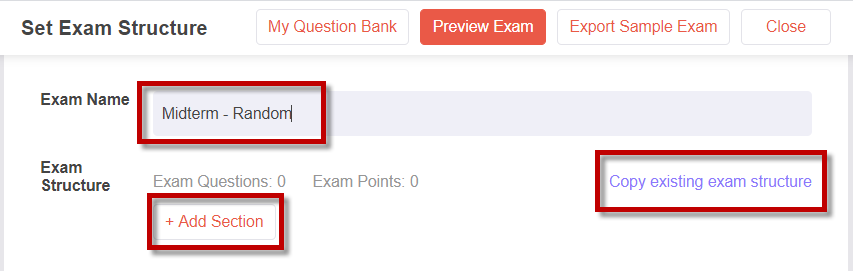 Set Exam Structure My Question Bank Preview Exam Export Sample Exam Close
Exam Name Midterm - Random
Exam Structure
Exam Questions: 0 Exam Points: 0 Copy existing exam structure
+ Add Section